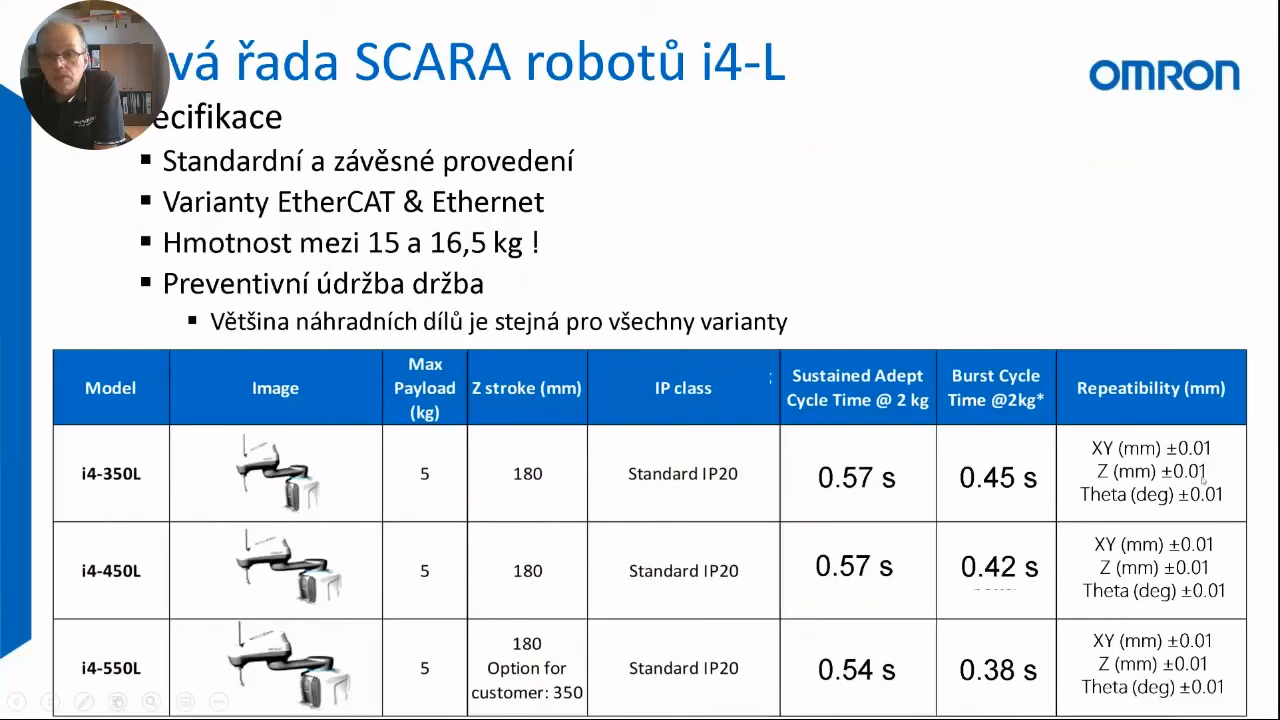 vá řada SCARA robotů i4-L
OMRON
ecifikace
▪ Standardní a závěsné provedení
▪ Varianty EtherCAT & Ethernet
▪ Hmotnost mezi 15 a 16,5 kg !
▪ Preventivní údržba držba
▪ Většina náhradních dílů je stejná pro všechny varianty
Model
Image
Max
Payload
(kg)
Z stroke (mm)
IP class
Sustained Adept
Cycle Time @ 2 kg
Burst Cycle
Time @2kg*
Repeatibility (mm)
i4-350L
5
180
Standard IP20
0.57 s
0.45 s
XY (mm) ±0.01
Z (mm) ±0.01
Theta (deg) ±0.01
i4-450L
5
180
Standard IP20
0.57 s
0.42 s
XY (mm) ±0.01
Z (mm) ±0.01
Theta (deg) ±0.01
i4-550L
5
180
Option for
customer: 350
Standard IP20
0.54 s
0.38 s
XY (mm) ±0.01
Z (mm) ±0.01
Theta (deg) ±0.01